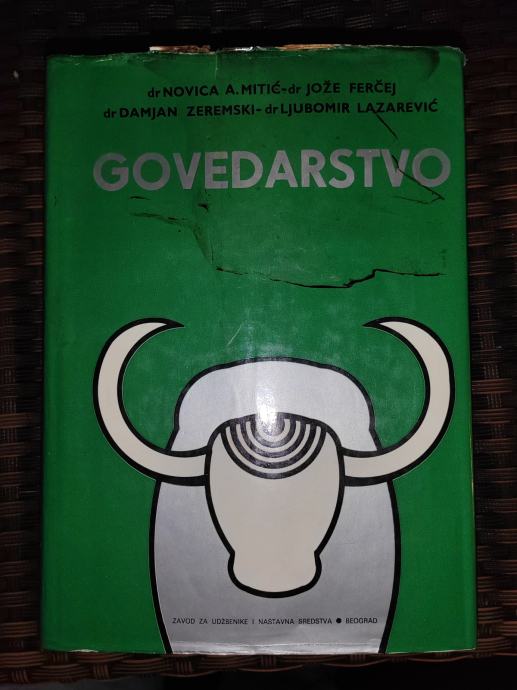 dr NOVICA A. MITIĆ-dr JOŽE FERČEJ
dr DAMJAN ZEREMSKI-dr LJUBOMIR LAZAREVIĆ
GOVEDARSTVO
ZAVOD ZA UDŽBENIKE I NASTAVNA SREDSTVA ● BEOGRAD